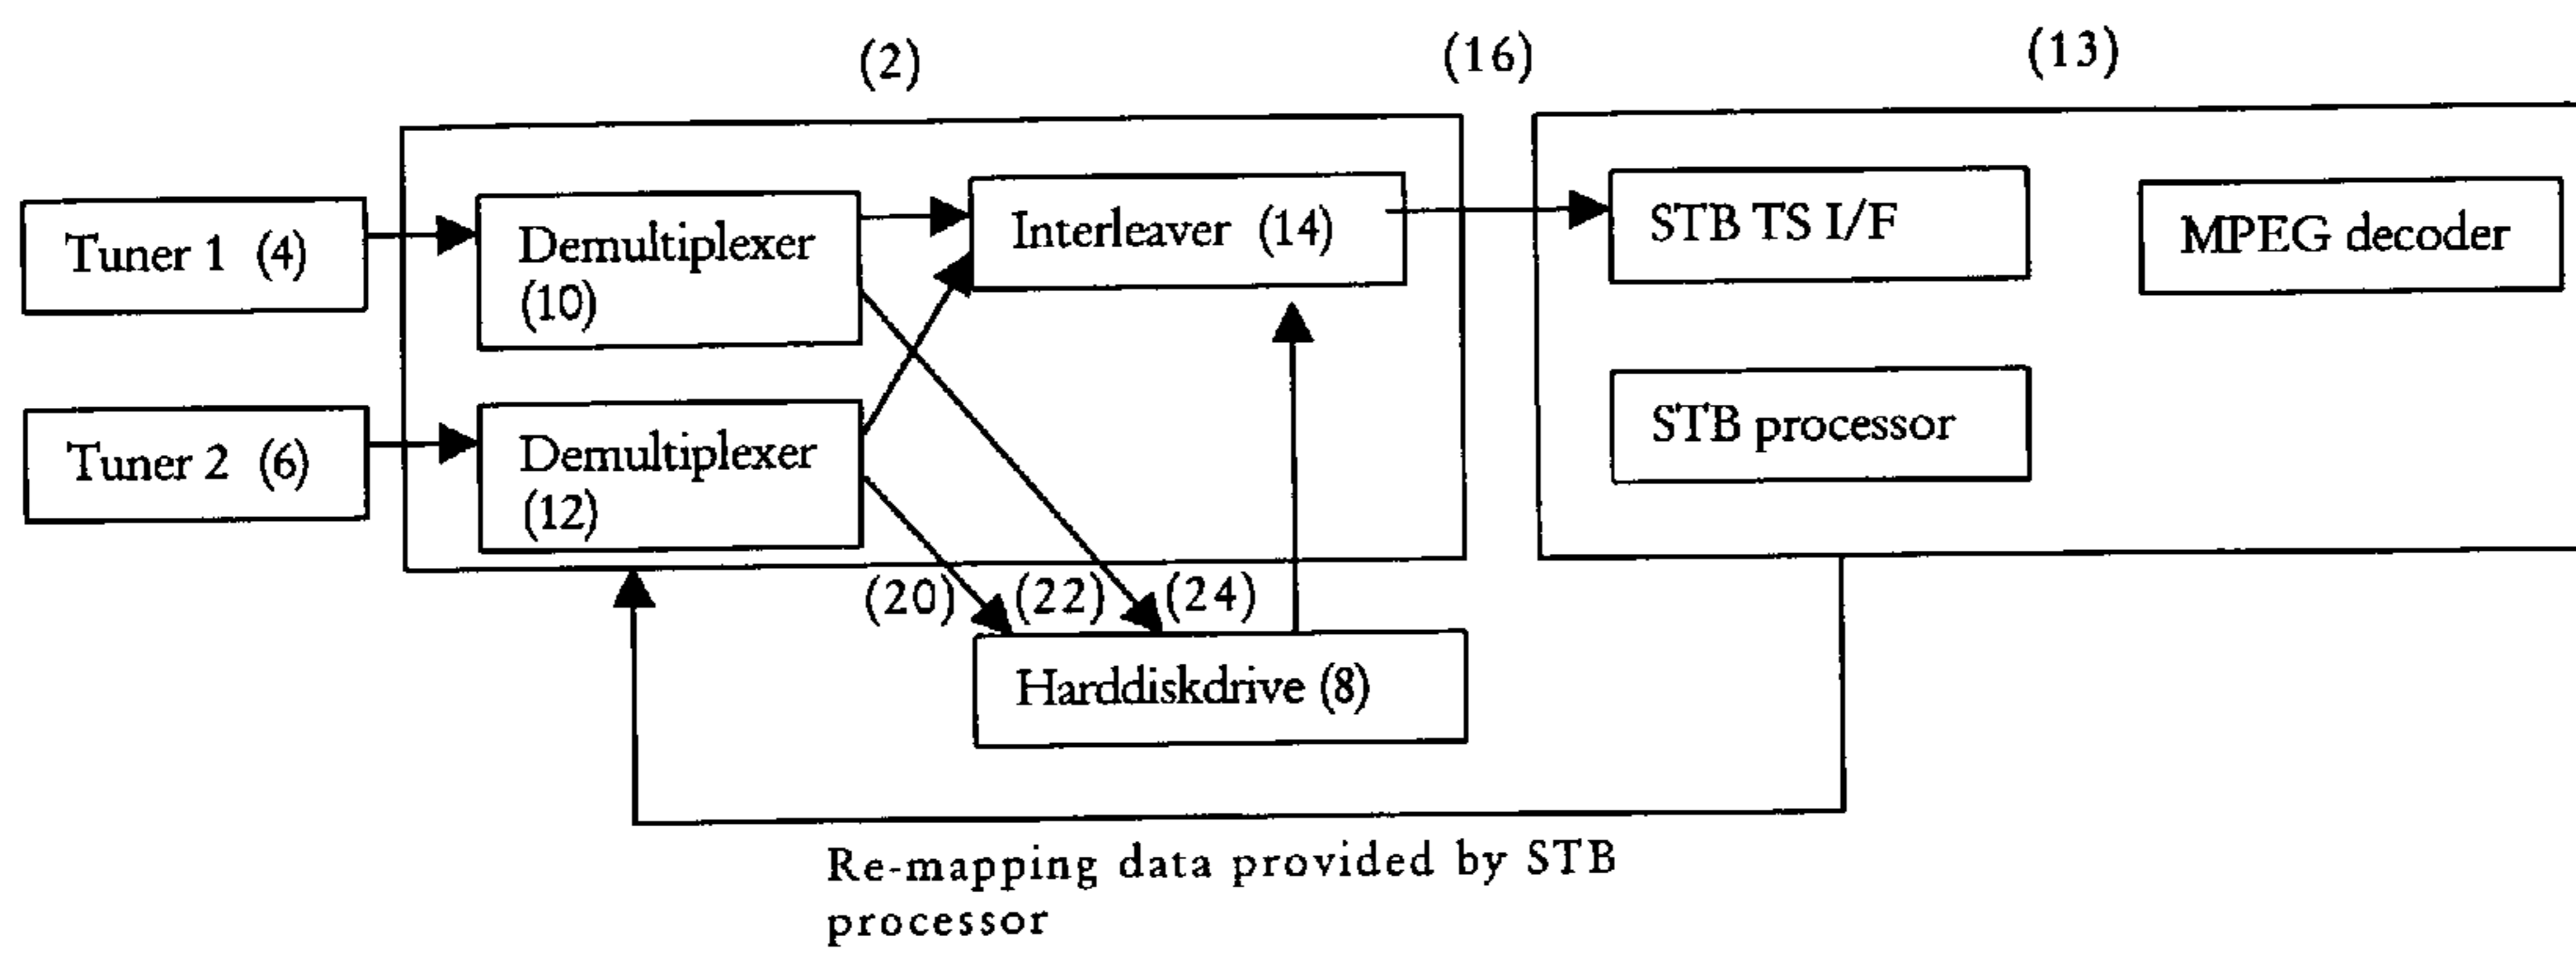 (2)
(16)
(13)
Tuner 1 (4)
Demultiplexer
(10)
Interleaver (14)
STB TS I/F
MPEG decoder
Tuner 2 (6)
Demultiplexer
(12)
STB processor
(20)
(22)
(24)
Harddiskdrive (8)
Re-mapping data provided by STB
processor